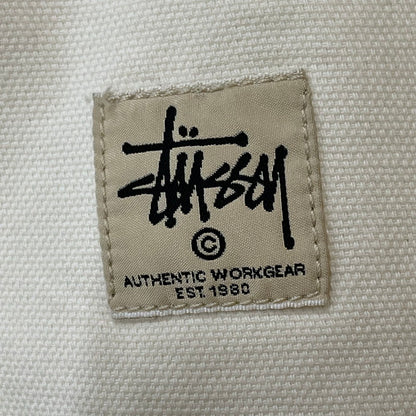 Stüssy
©
AUTHENTIC WORKGEAR
EST. 1980